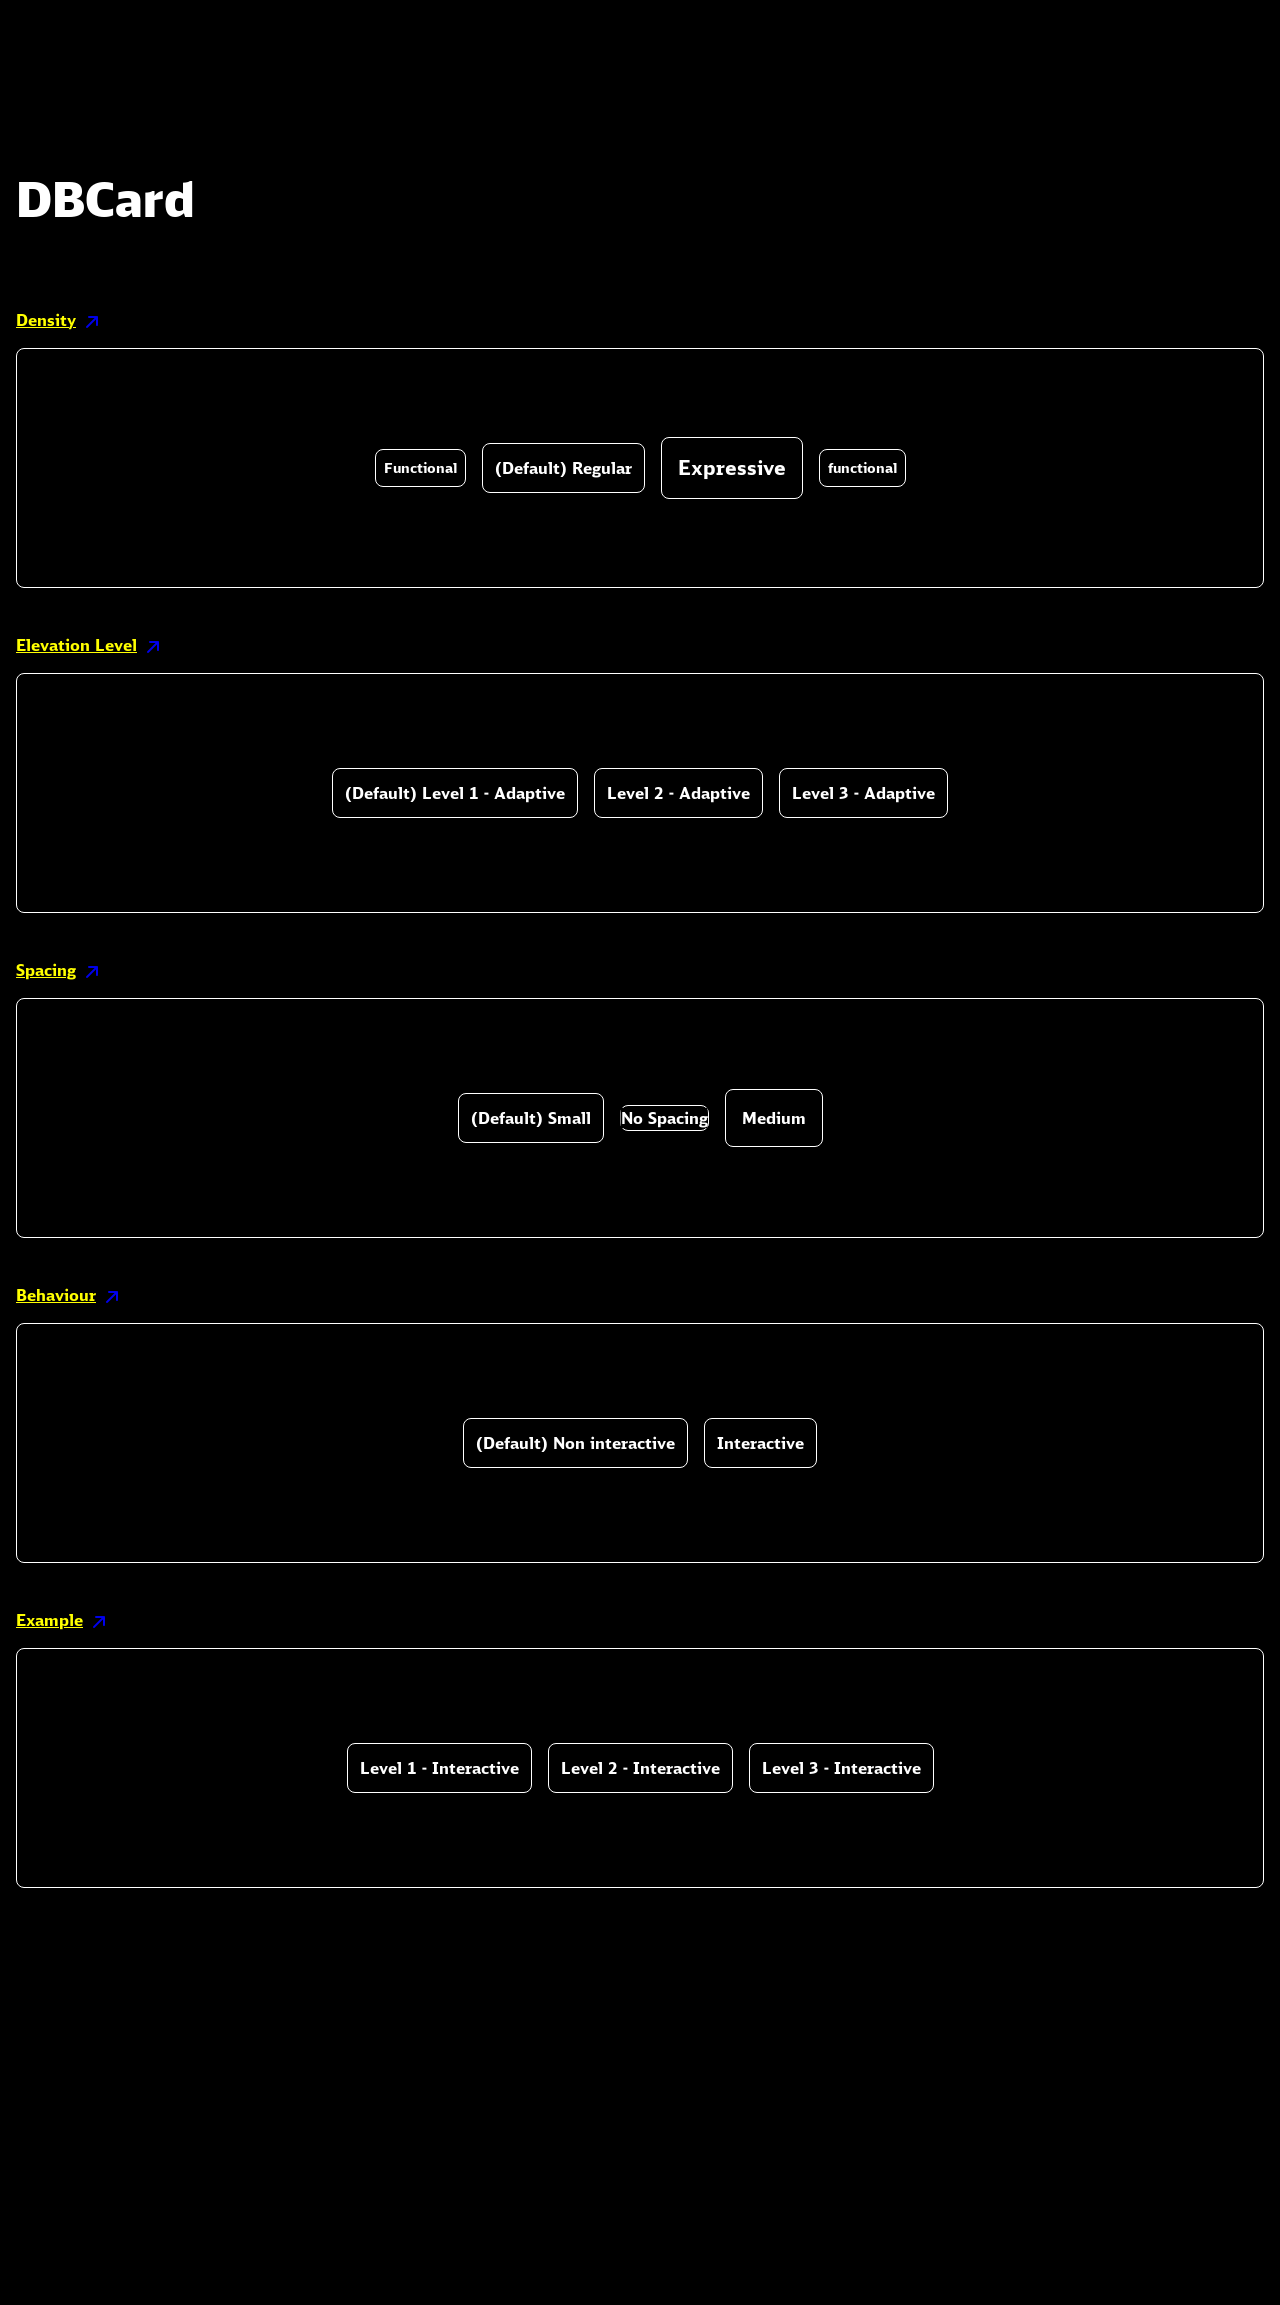 DBCard
Density
Functional (Default) Regular Expressive functional
Elevation Level
(Default) Level 1 - Adaptive Level 2 - Adaptive Level 3 - Adaptive
Spacing
(Default) Small No Spacing Medium
Behaviour
(Default) Non interactive Interactive
Example
Level 1 - Interactive Level 2 - Interactive Level 3 - Interactive